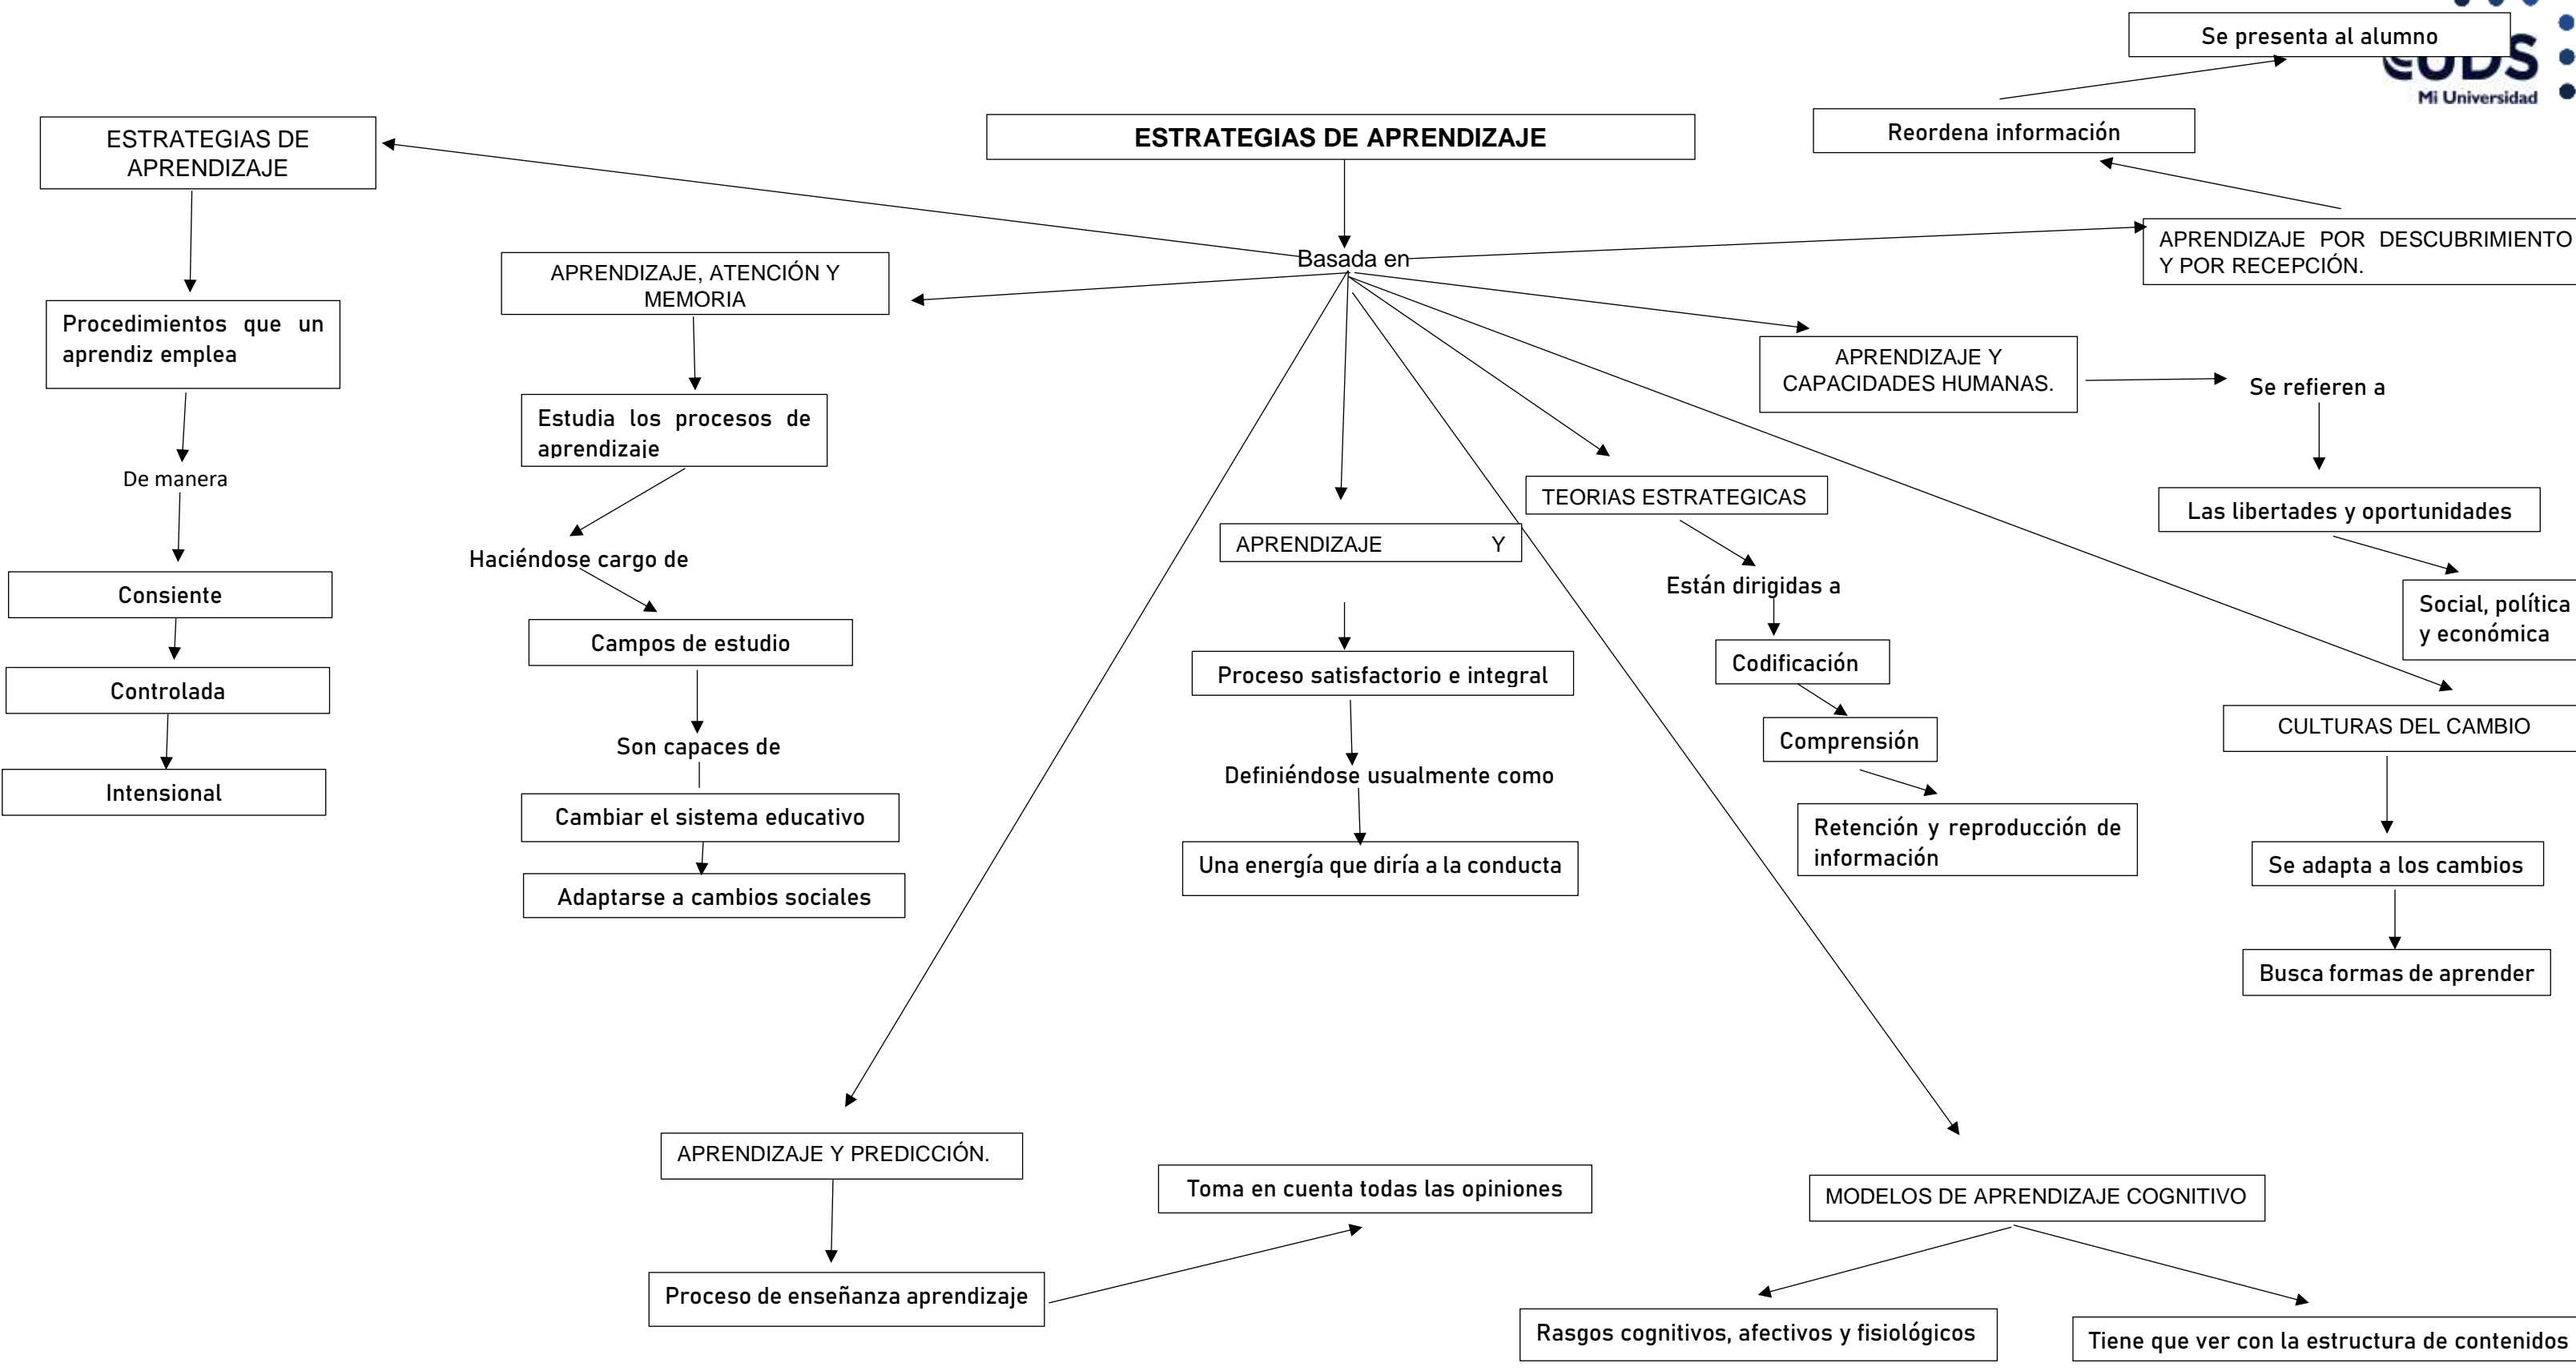 Se presenta al alumno
UDS
Mi Universidad
Reordena información
ESTRATEGIAS DE APRENDIZAJE
ESTRATEGIAS DE
APRENDIZAJE
Basada en
APRENDIZAJE POR DESCUBRIMIENTO
Y POR RECEPCIÓN.
APRENDIZAJE, ATENCIÓN Y
MEMORIA
Procedimientos que un
aprendiz emplea
De manera
Consiente
Controlada
Intensional
Estudia los procesos de
aprendizaje
Haciéndose cargo de
Campos de estudio
Son capaces de
Cambiar el sistema educativo
Adaptarse a cambios sociales
APRENDIZAJE Y
Proceso satisfactorio e integral
Definiéndose usualmente como
Una energía que diría a la conducta
TEORIAS ESTRATEGICAS
Están dirigidas a
Codificación
Comprensión
Retención y reproducción de
información
APRENDIZAJE Y
CAPACIDADES HUMANAS.
Se refieren a
Las libertades y oportunidades
Social, política
y económica
CULTURAS DEL CAMBIO
Se adapta a los cambios
Busca formas de aprender
APRENDIZAJE Y PREDICCIÓN.
Proceso de enseñanza aprendizaje
Toma en cuenta todas las opiniones
MODELOS DE APRENDIZAJE COGNITIVO
Rasgos cognitivos, afectivos y fisiológicos
Tiene que ver con la estructura de contenidos